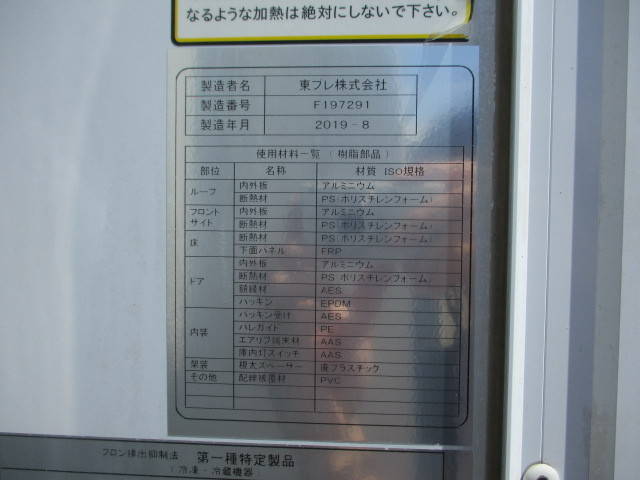 なるような加熱は絶対にしないで下さい。
製造者名 東プレ株式会社
製造番号 F197291
製造年月 2019-8
使用材料一覧(樹脂部品)
部位 名称 材質 ISO規格
ルーフ 内外板 アルミニウム
断熱材 PS(ポリスチレンフォーム)
フロント サイド 内外板 アルミニウム
断熱材 PS(ポリスチレンフォーム)
床 断熱材 PS(ポリスチレンフォーム)
下面パネル FRP
ドア 内外板 アルミニウム
断熱材 PS(ポリスチレンフォーム)
額縁材 AES
パッキン EPDM
内装 パッキン受け AES
ハレガイト PE
エアリブ端末材 AAS
庫内灯スイッチ AAS
架装 根太スペーサー 廃プラスチック
その他 配線被覆材 PVC
フロン排出抑制法 第一種特定製品
(冷凍・冷蔵機器